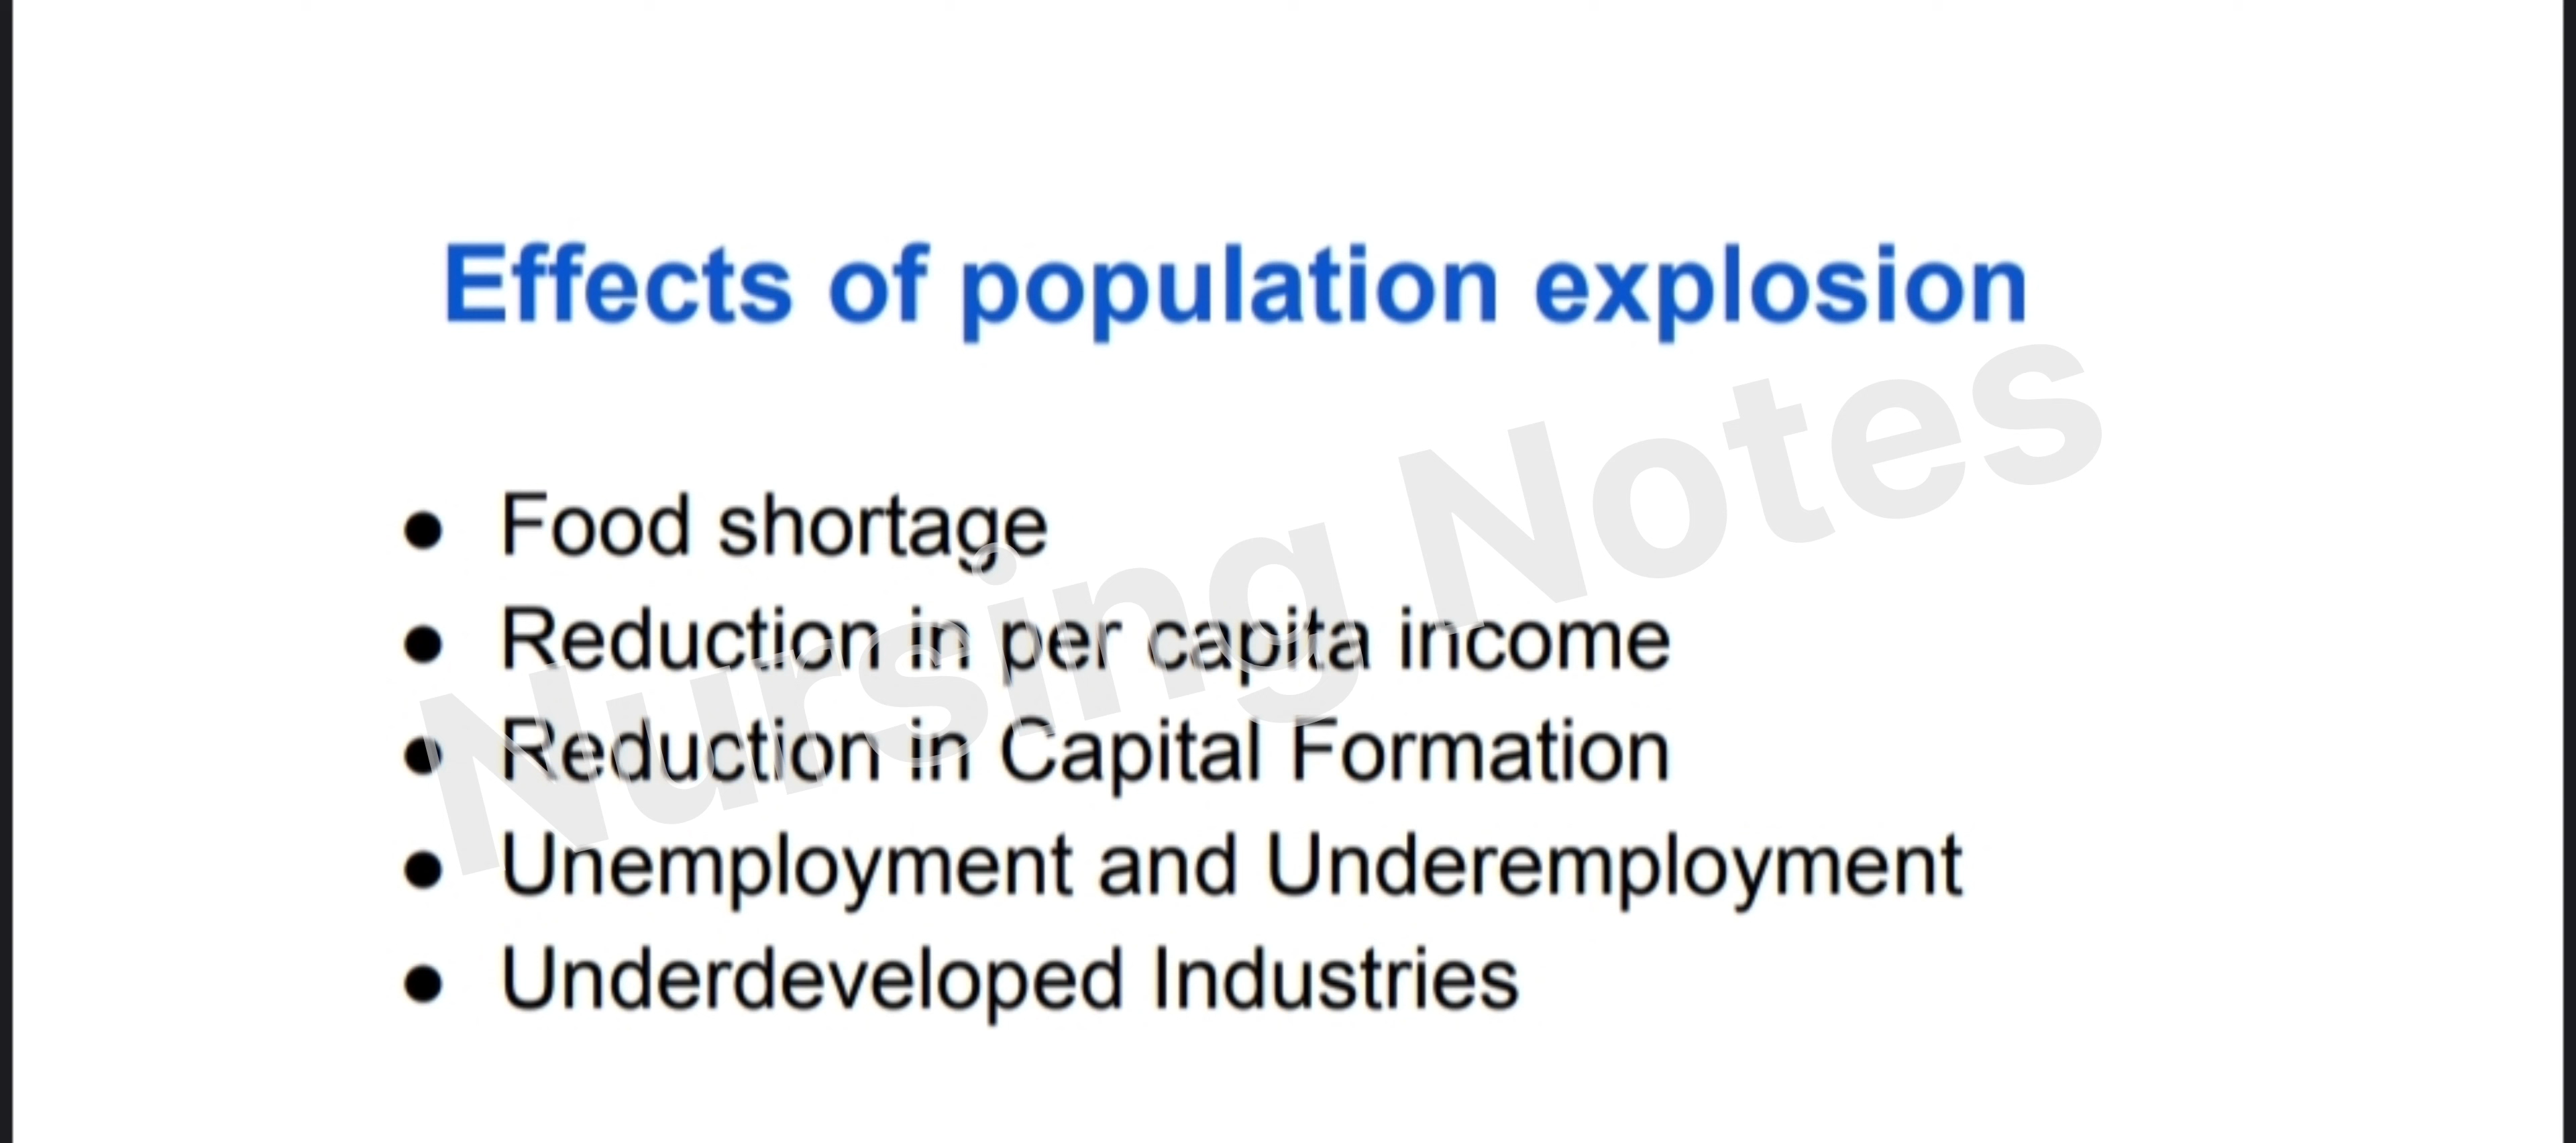 Effects of population explosion
● Food shortage
● Reduction in per capita income
● Reduction in Capital Formation
● Unemployment and Underemployment
● Underdeveloped Industries
Nursing Notes